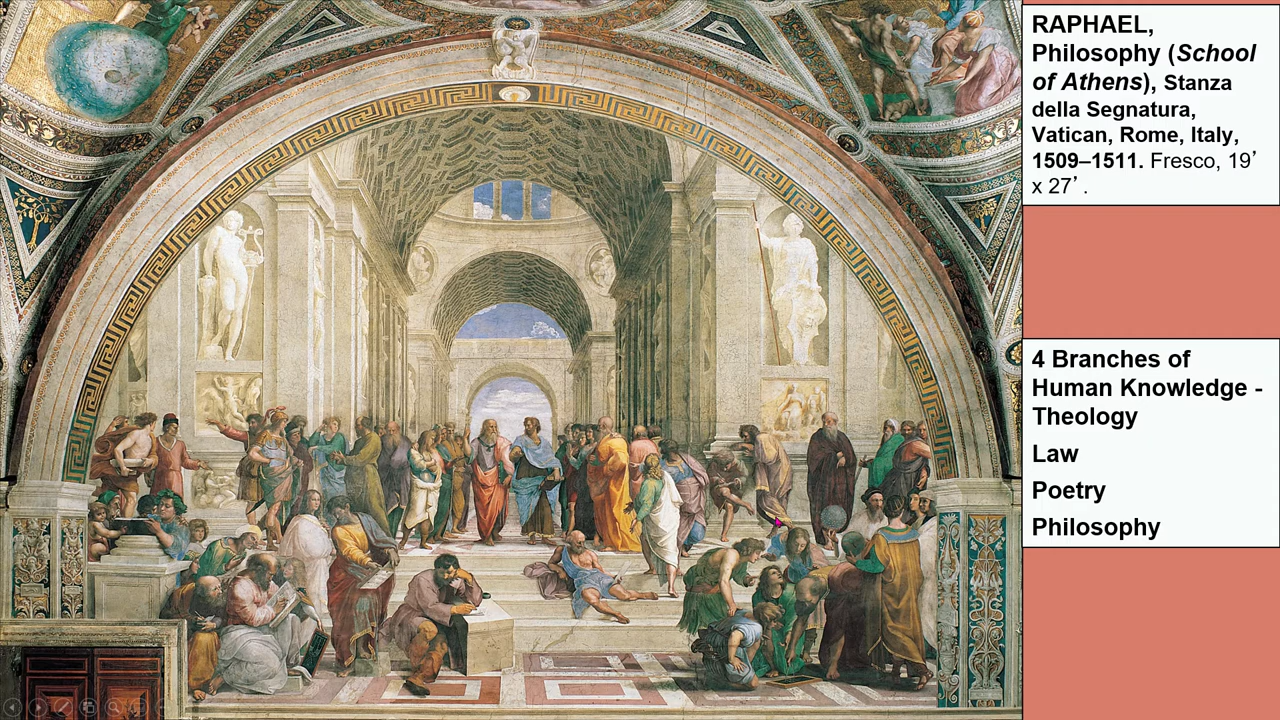 RAPHAEL,
Philosophy (School
of Athens), Stanza
della Segnatura,
Vatican, Rome, Italy,
1509–1511. Fresco, 19’
x 27’.
4 Branches of
Human Knowledge -
Theology
Law
Poetry
Philosophy